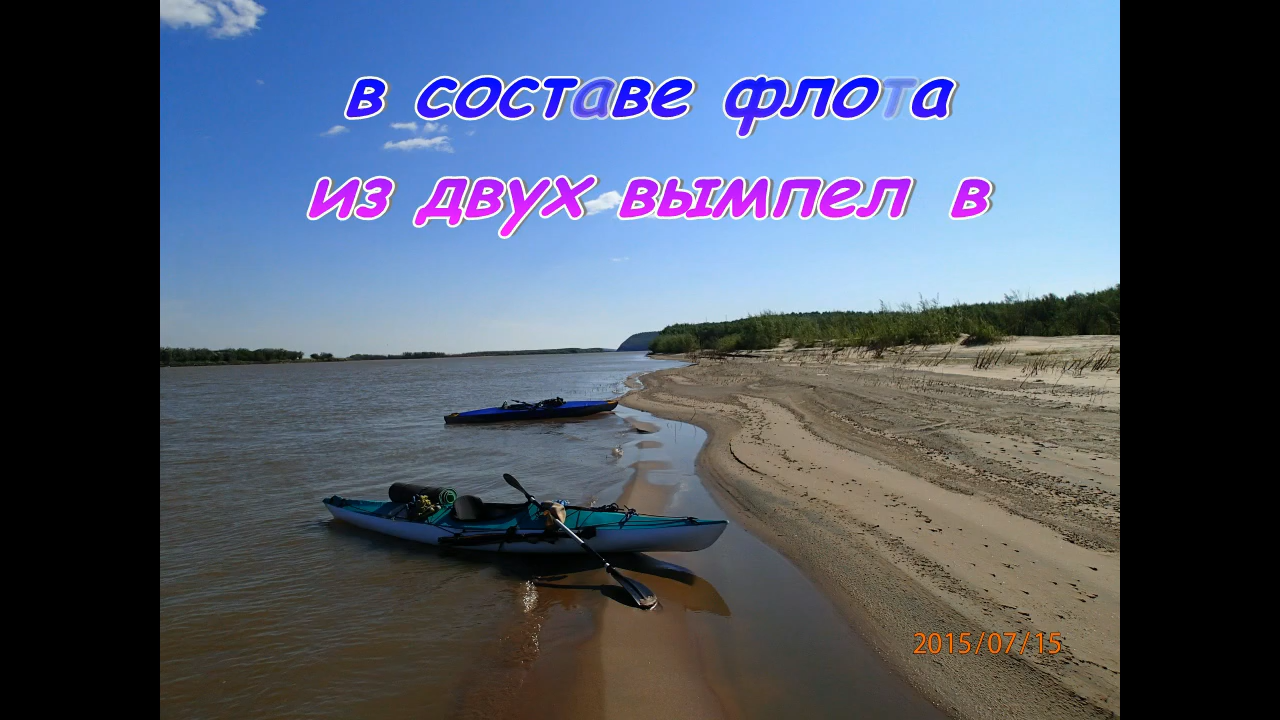 в составе флота
из двух вымпел в
2015/07/15